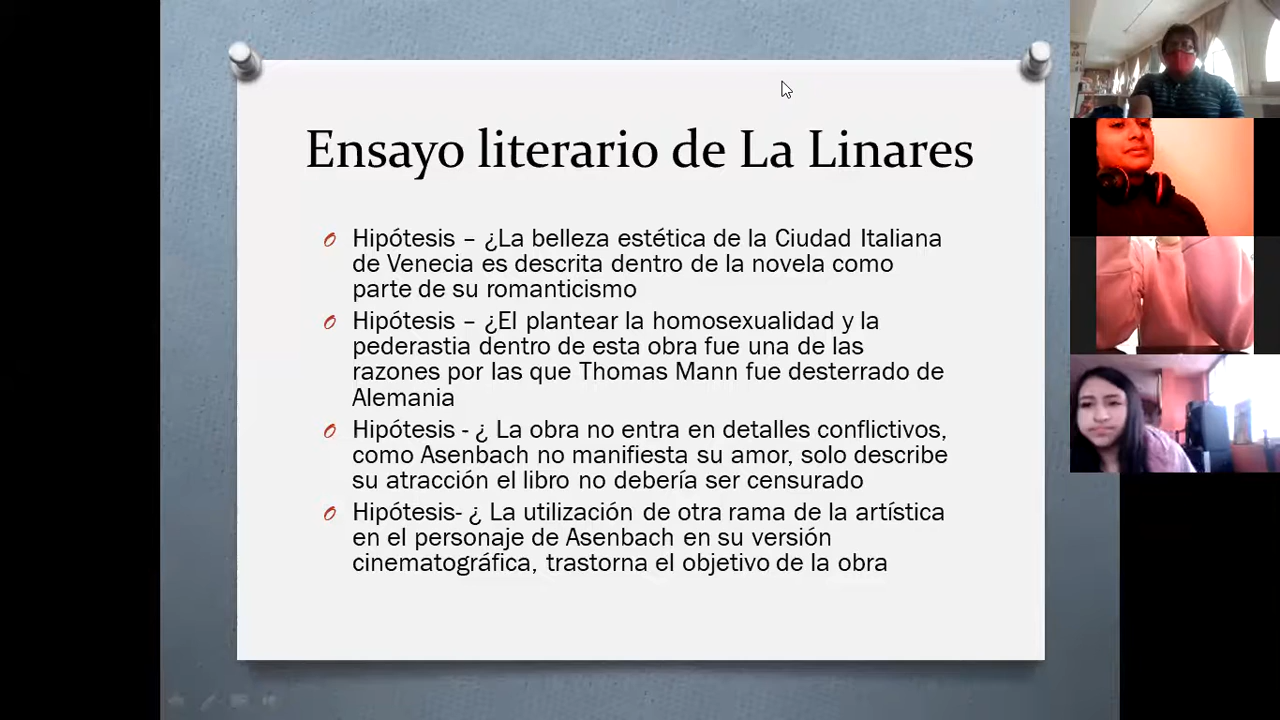 Ensayo literario de La Linares
Hipótesis – ¿La belleza estética de la Ciudad Italiana
de Venecia es descrita dentro de la novela como
parte de su romanticismo
Hipótesis – ¿El plantear la homosexualidad y la
pederastia dentro de esta obra fue una de las
razones por las que Thomas Mann fue desterrado de
Alemania
Hipótesis - ¿ La obra no entra en detalles conflictivos,
como Asenbach no manifiesta su amor, solo describe
su atracción el libro no debería ser censurado
Hipótesis- ¿ La utilización de otra rama de la artística
en el personaje de Asenbach en su versión
cinematográfica, trastorna el objetivo de la obra